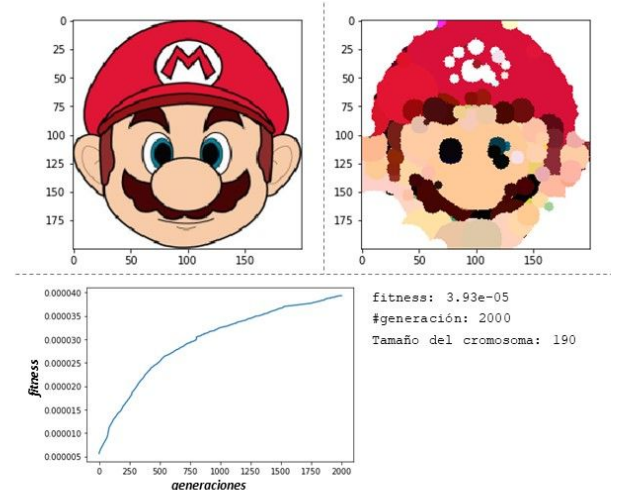 M
0
25
50
75
100
125
150
175
0 50 100 150
0
25
50
75
100
125
150
175
0 50 100 150
fitness: 3.93e-05
#generación: 2000
Tamaño del cromosoma: 190
fitness
0.000040
0.000035
0.000030
0.000025
0.000020
0.000015
0.000010
0.000005
0 250 500 750 1000 1250 1500 1750 2000
generaciones